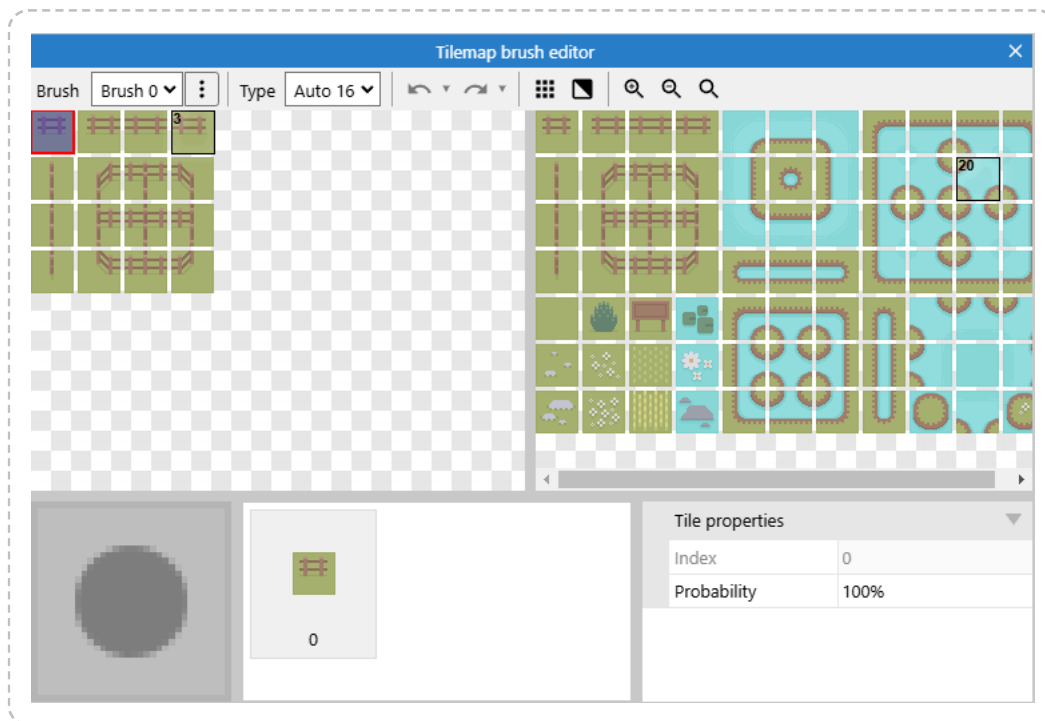 Tilemap brush editor
Brush Brush 0 Type Auto 16
3
20
0
Tile properties
Index 0
Probability 100%